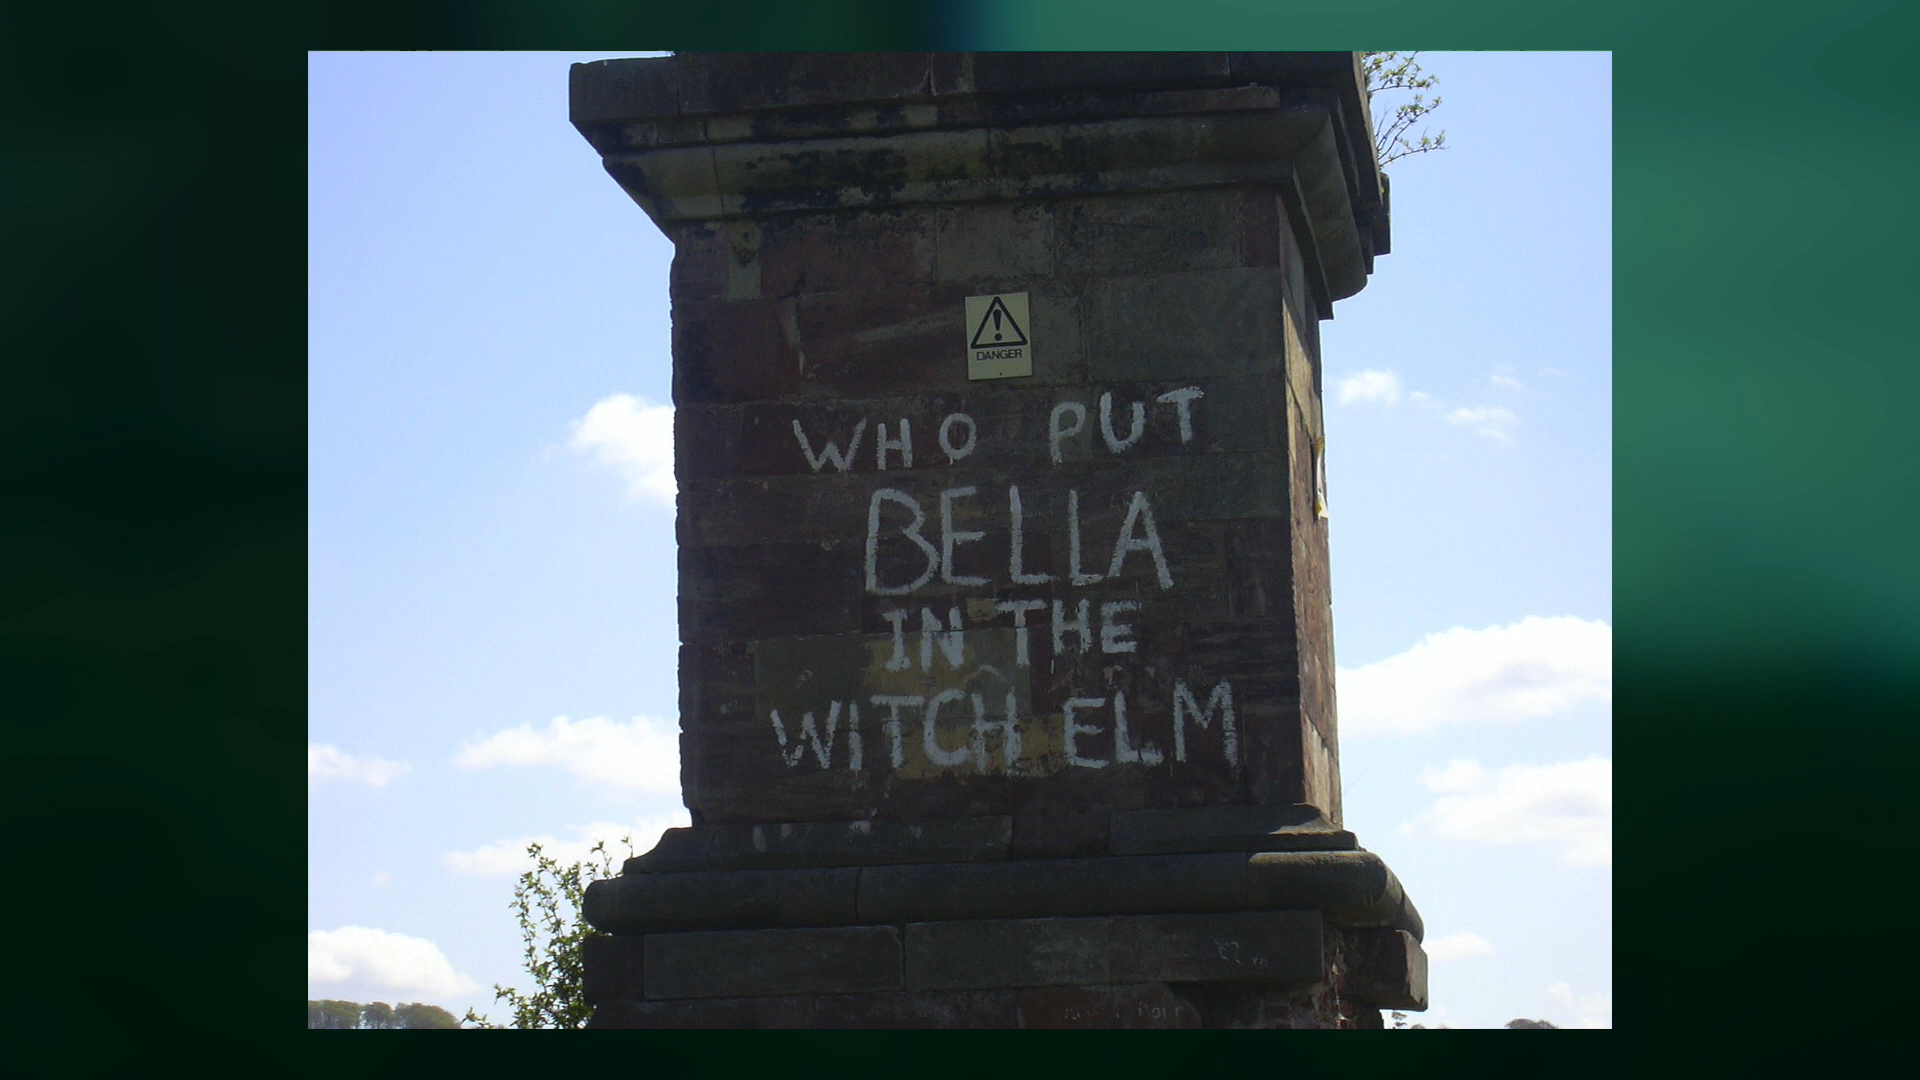 DANGER
WHO PUT
BELLA
IN THE
WITCH ELM